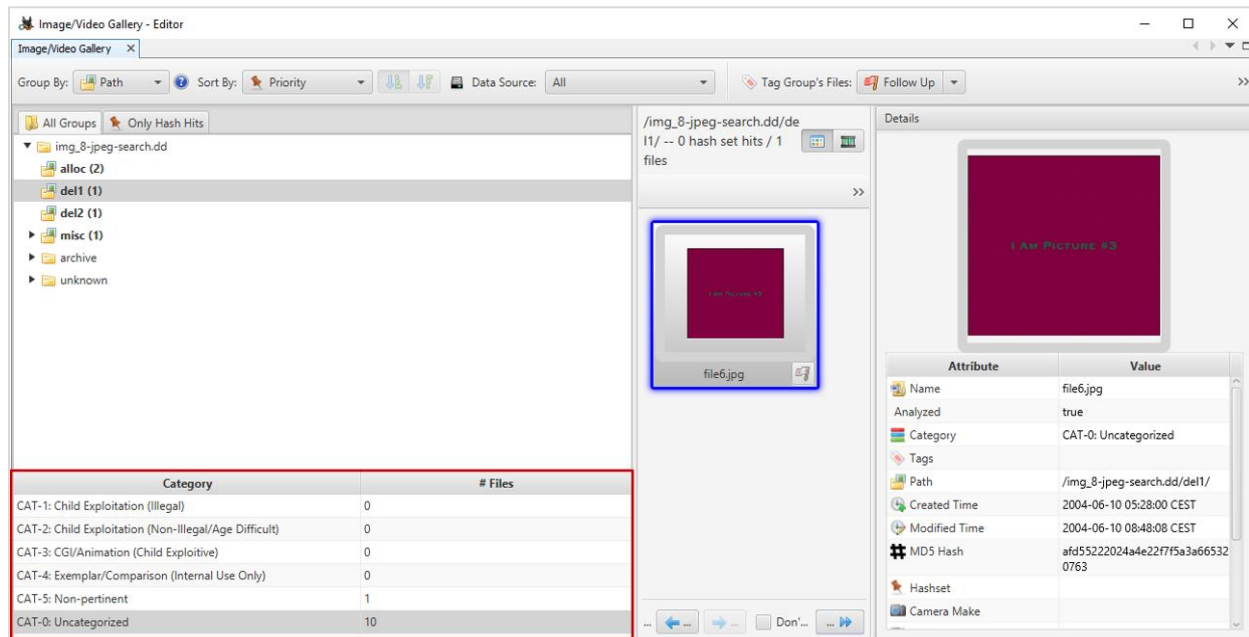 Image/Video Gallery - Editor
Image/Video Gallery X
Group By: Path Sort By: Priority Data Source: All Tag Group's Files: Follow Up
All Groups Only Hash Hits
img_8-jpeg-search.dd
alloc (2)
del1 (1)
del2 (1)
misc (1)
archive
unknown
Category # Files
CAT-1: Child Exploitation (Illegal) 0
CAT-2: Child Exploitation (Non-Illegal/Age Difficult) 0
CAT-3: CGI/Animation (Child Exploitive) 0
CAT-4: Exemplar/Comparison (Internal Use Only) 0
CAT-5: Non-pertinent 1
CAT-0: Uncategorized 10
/img_8-jpeg-search.dd/de
l1/ -- 0 hash set hits / 1
files
I Am Picture #3
file6.jpg
... ... ... Don'... ...
Details
I Am Picture #3
Attribute Value
Name file6.jpg
Analyzed true
Category CAT-0: Uncategorized
Tags
Path /img_8-jpeg-search.dd/del1/
Created Time 2004-06-10 05:28:00 CEST
Modified Time 2004-06-10 08:48:08 CEST
MD5 Hash afd55222024a4e22f7f5a3a66532
0763
Hashset
Camera Make